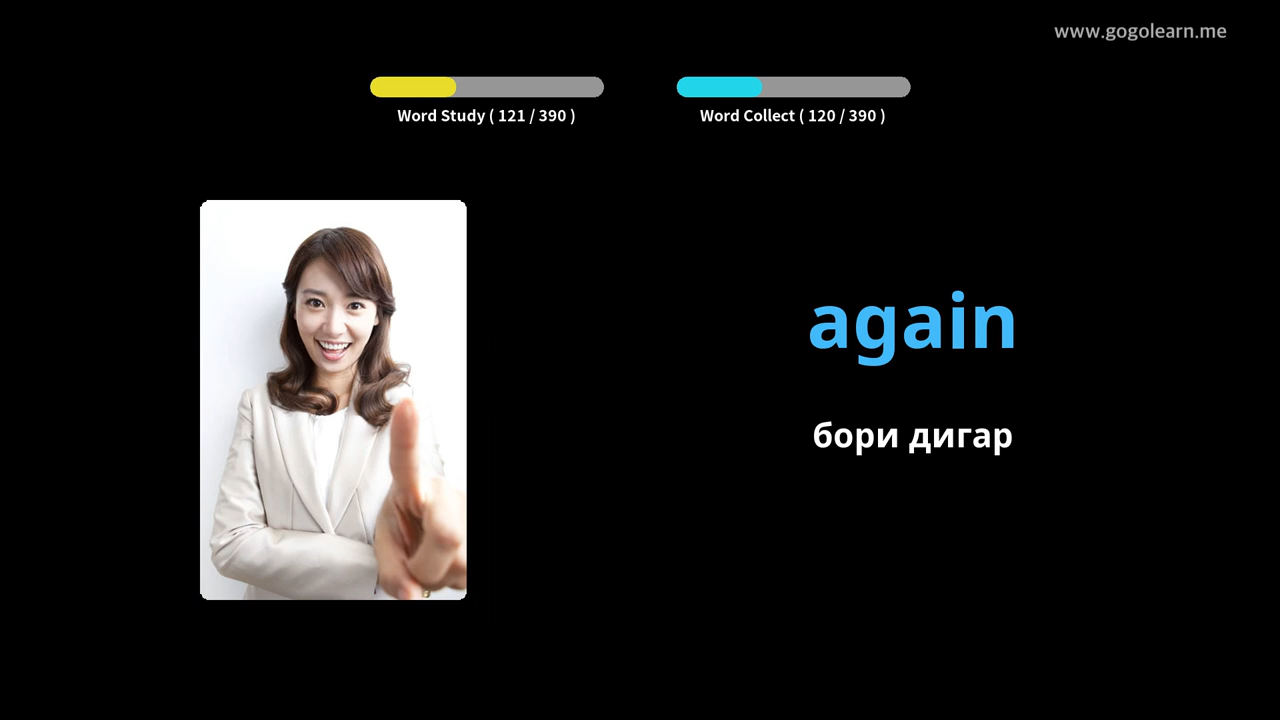 www.gogolearn.me
Word Study ( 121 / 390 )
Word Collect ( 120 / 390 )
again
бори дигар